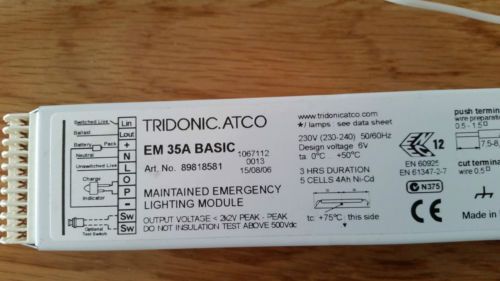 Switched Live Lin
Ballast Lout
Battery Pack +
Neutral N
Unswitched Live L
Charge O
Indicator P
−
Optional Test Switch Sw
Sw
TRIDONIC.ATCO
EM 35A BASIC 1067112
0013
Art. No.: 89818581 15/08/06
MAINTAINED EMERGENCY
LIGHTING MODULE
OUTPUT VOLTAGE < 2k2V PEAK - PEAK
DO NOT INSULATION TEST ABOVE 500Vdc
www.tridonicatco.com
★/ lamps : see data sheet
230V (230-240) 50/60Hz
Design voltage 6V
ta 0°C ... +50°C
3 HRS DURATION
5 CELLS 4Ah Ni-Cd
tc: +75°C : this side
12
EN 60925
EN 61347-2-7
N375
CE
push termin
wire preparatio
0.5 - 1.5
7.5-8.
cut termina
wire 0.5
Made in